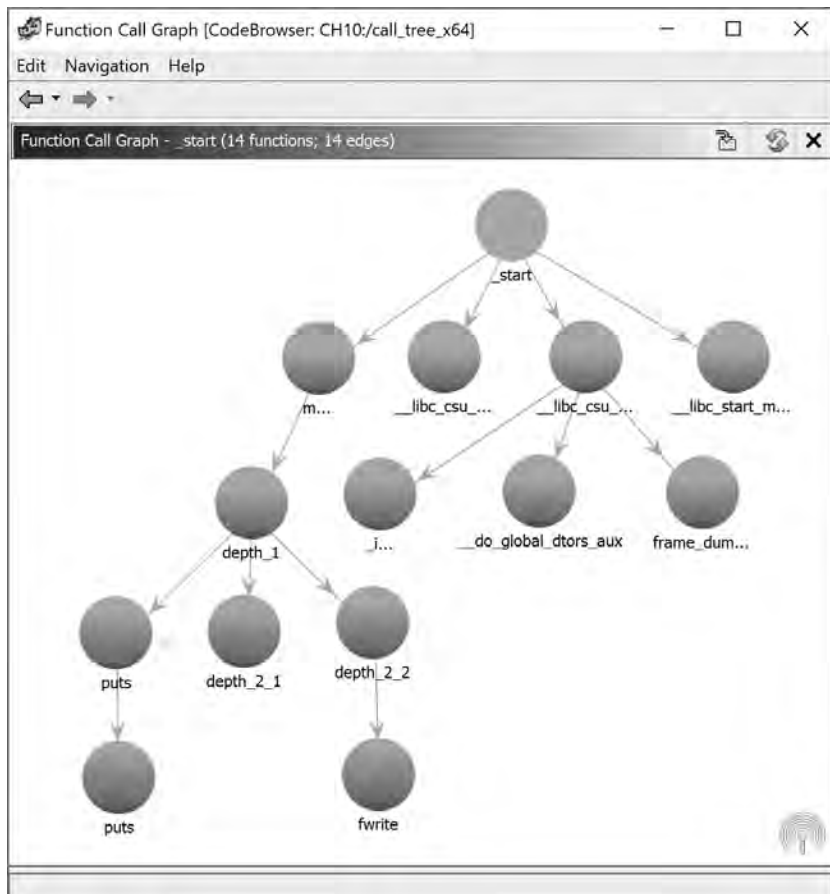 Function Call Graph [CodeBrowser: CH10:/call_tree_x64]
Edit Navigation Help
Function Call Graph - _start (14 functions; 14 edges)
_start
m...
__libc_csu_...
__libc_csu_...
__libc_start_m...
depth_1
_i...
__do_global_dtors_aux
frame_dum...
puts
depth_2_1
depth_2_2
puts
fwrite